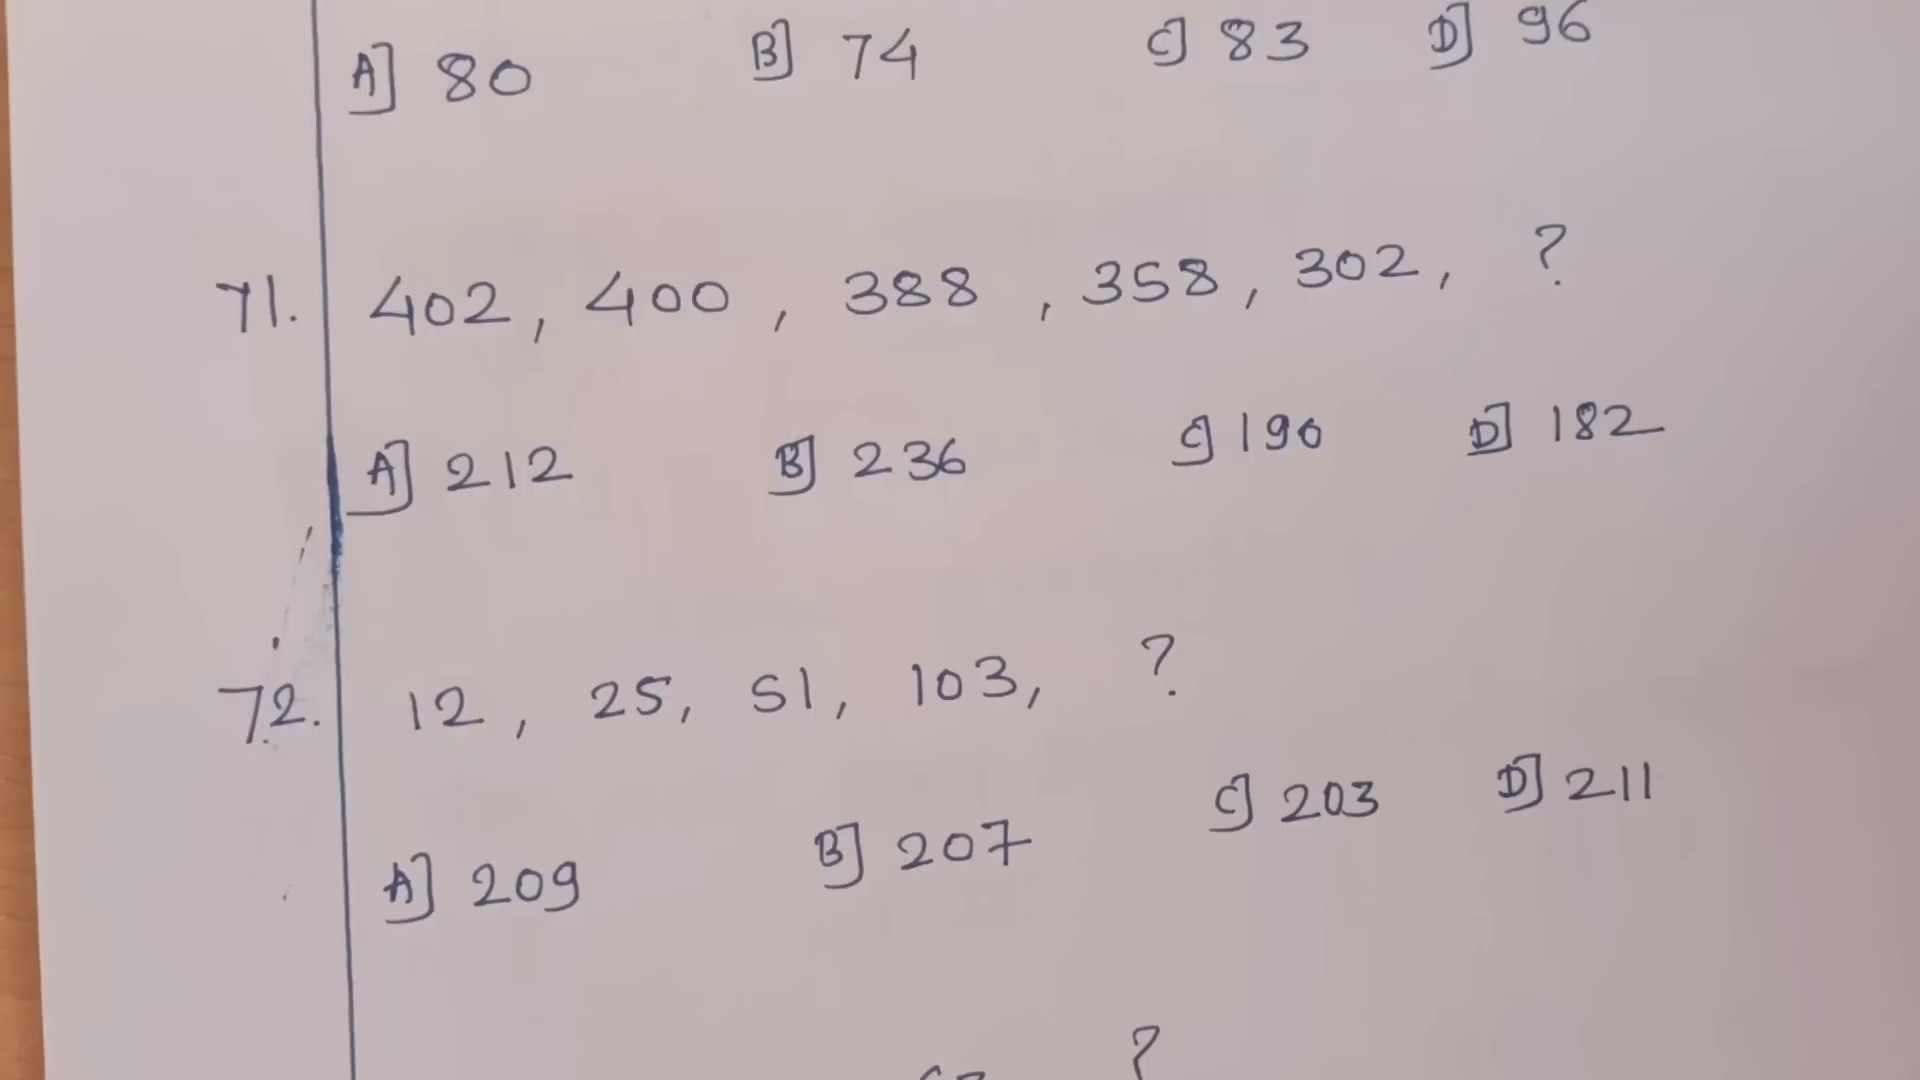 A] 80 B] 74 C] 83 D] 96
71. 402, 400, 388, 358, 302, ?
A] 212 B] 236 C] 190 D] 182
72. 12, 25, 51, 103, ?
A] 209 B] 207 C] 203 D] 211
?